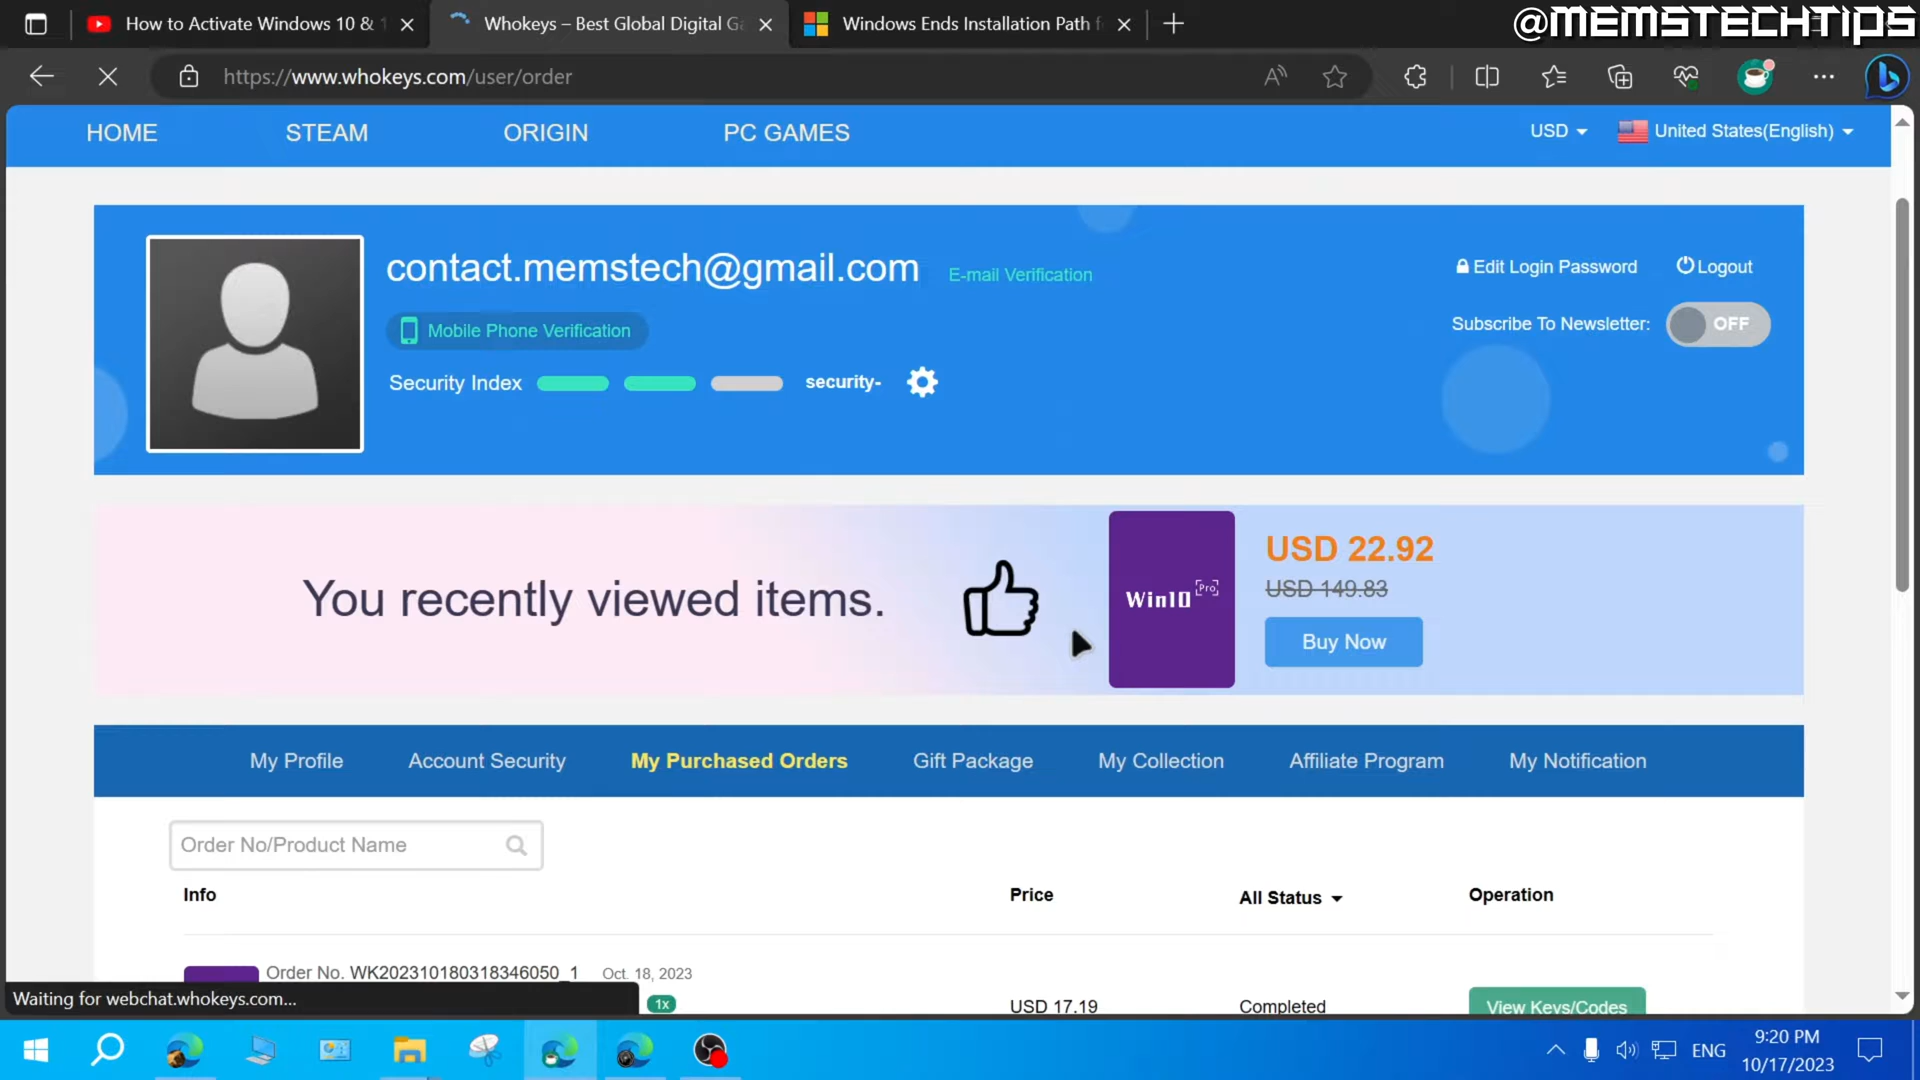 How to Activate Windows 10 & 1
Whokeys – Best Global Digital Ga
Windows Ends Installation Path f
@MEMSTECHTIPS
https://www.whokeys.com/user/order
HOME
STEAM
ORIGIN
PC GAMES
USD
United States(English)
contact.memstech@gmail.com
E-mail Verification
Edit Login Password
Logout
Mobile Phone Verification
Subscribe To Newsletter:
OFF
Security Index
security-
You recently viewed items.
Win10 [Pro]
USD 22.92
USD 149.83
Buy Now
My Profile
Account Security
My Purchased Orders
Gift Package
My Collection
Affiliate Program
My Notification
Order No/Product Name
Info
Price
All Status
Operation
Order No. WK202310180318346050_1
Oct. 18, 2023
1x
USD 17.19
Completed
View Keys/Codes
Waiting for webchat.whokeys.com...
ENG
9:20 PM
10/17/2023